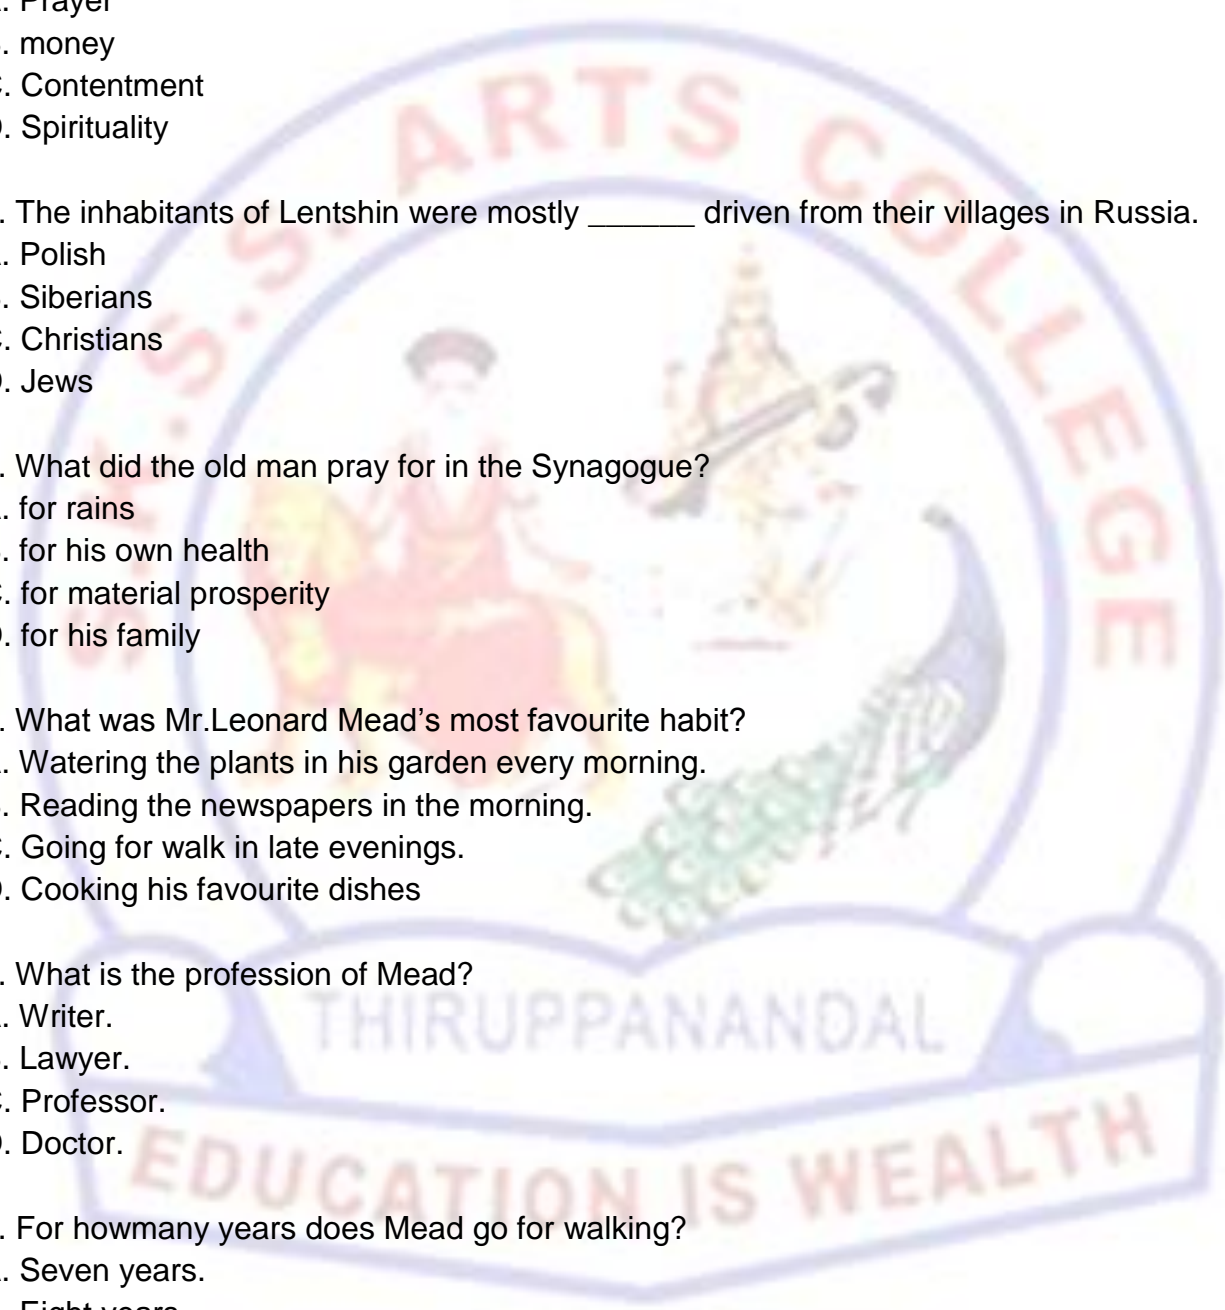 . Prayer
. money
. Contentment
. Spirituality
. The inhabitants of Lentshin were mostly ______ driven from their villages in Russia.
. Polish
. Siberians
. Christians
. Jews
. What did the old man pray for in the Synagogue?
. for rains
. for his own health
. for material prosperity
. for his family
. What was Mr.Leonard Mead’s most favourite habit?
. Watering the plants in his garden every morning.
. Reading the newspapers in the morning.
. Going for walk in late evenings.
. Cooking his favourite dishes
. What is the profession of Mead?
. Writer.
. Lawyer.
. Professor.
. Doctor.
. For howmany years does Mead go for walking?
. Seven years.
. Eight years.
ARTS COLLEGE
THIRUPPANANDAL
EDUCATION IS WEALTH